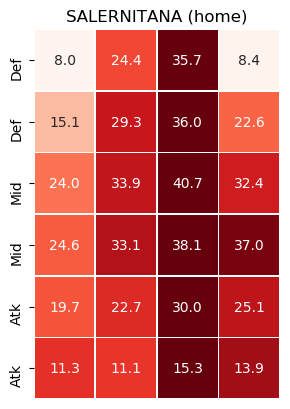 SALERNITANA (home)
Def 8.0 24.4 35.7 8.4
Def 15.1 29.3 36.0 22.6
Mid 24.0 33.9 40.7 32.4
Mid 24.6 33.1 38.1 37.0
Atk 19.7 22.7 30.0 25.1
Atk 11.3 11.1 15.3 13.9